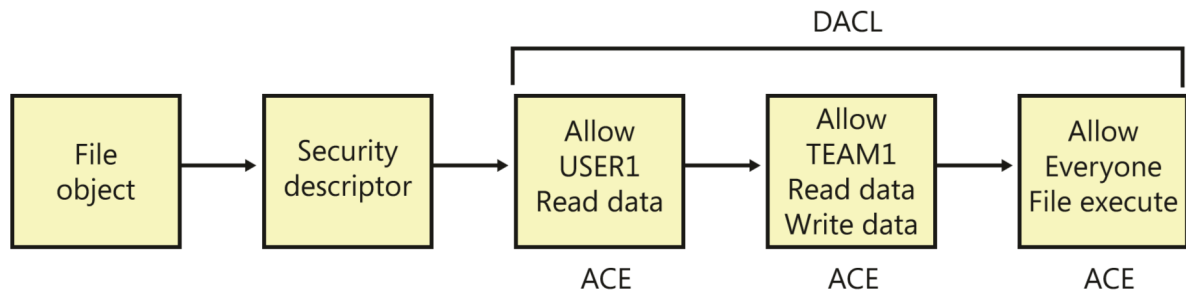 DACL
File
object
Security
descriptor
Allow
USER1
Read data
Allow
TEAM1
Read data
Write data
Allow
Everyone
File execute
ACE
ACE
ACE